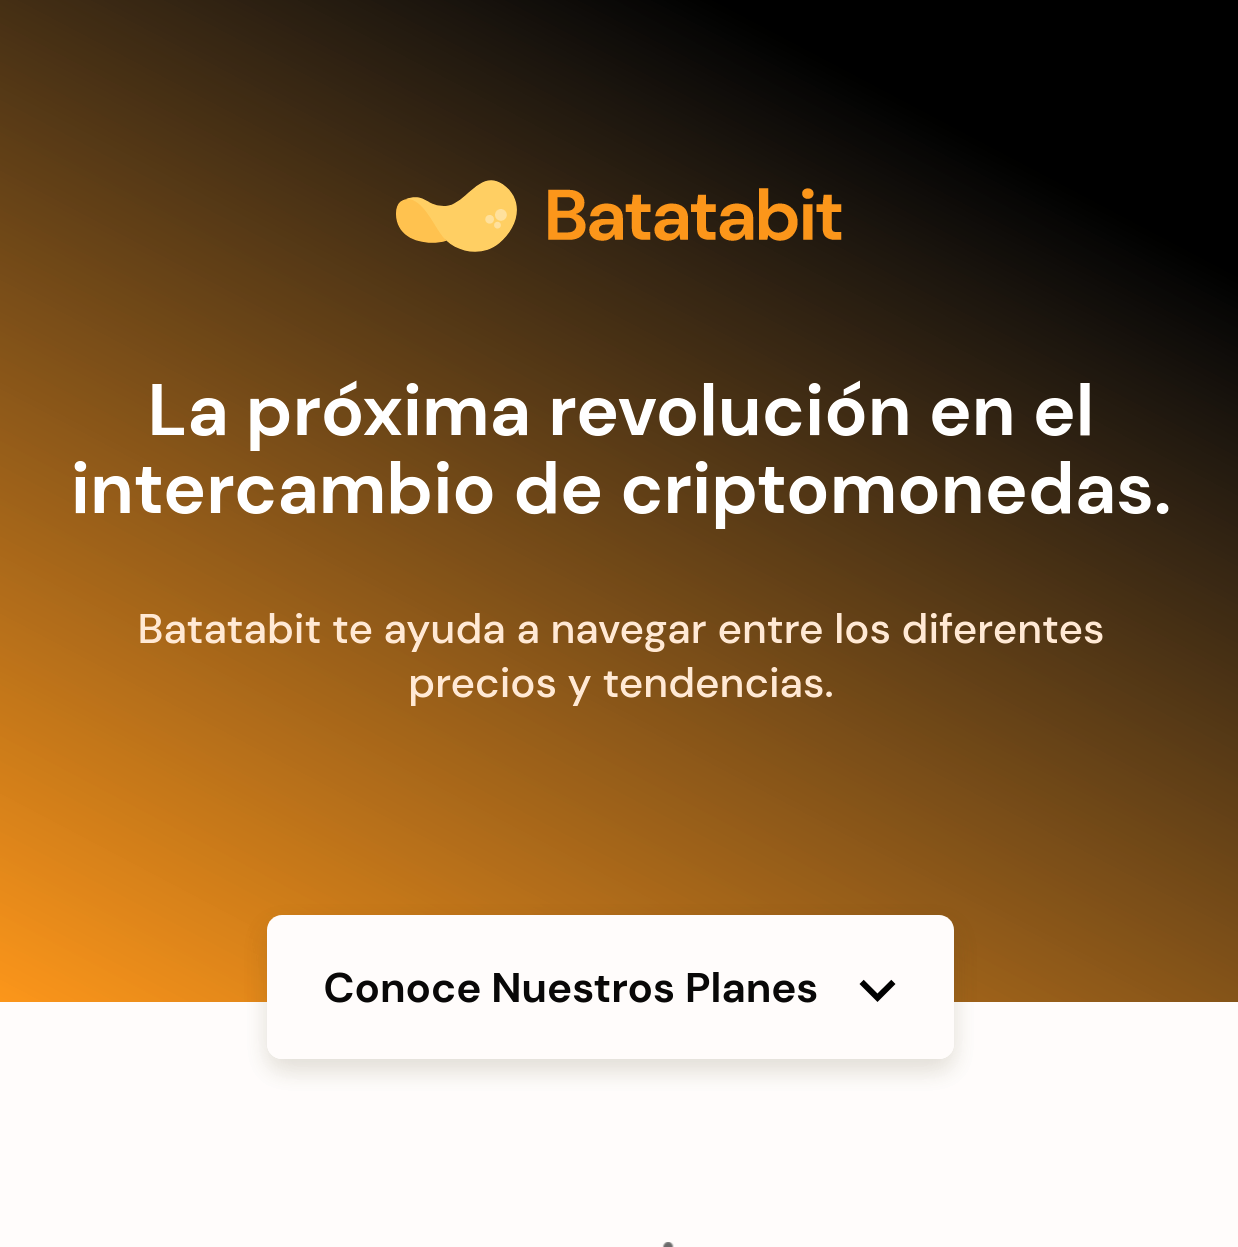 Batatabit
La próxima revolución en el
intercambio de criptomonedas.
Batatabit te ayuda a navegar entre los diferentes
precios y tendencias.
Conoce Nuestros Planes